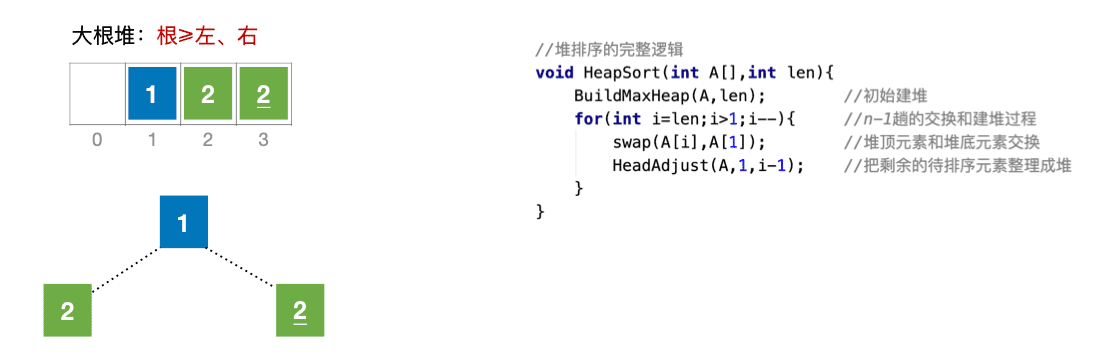 大根堆：根≥左、右
1 2 2
0 1 2 3
1
2 2
//堆排序的完整逻辑
void HeapSort(int A[],int len){
BuildMaxHeap(A,len); //初始建堆
for(int i=len;i>1;i--){ //n-1趟的交换和建堆过程
swap(A[i],A[1]); //堆顶元素和堆底元素交换
HeadAdjust(A,1,i-1); //把剩余的待排序元素整理成堆
}
}